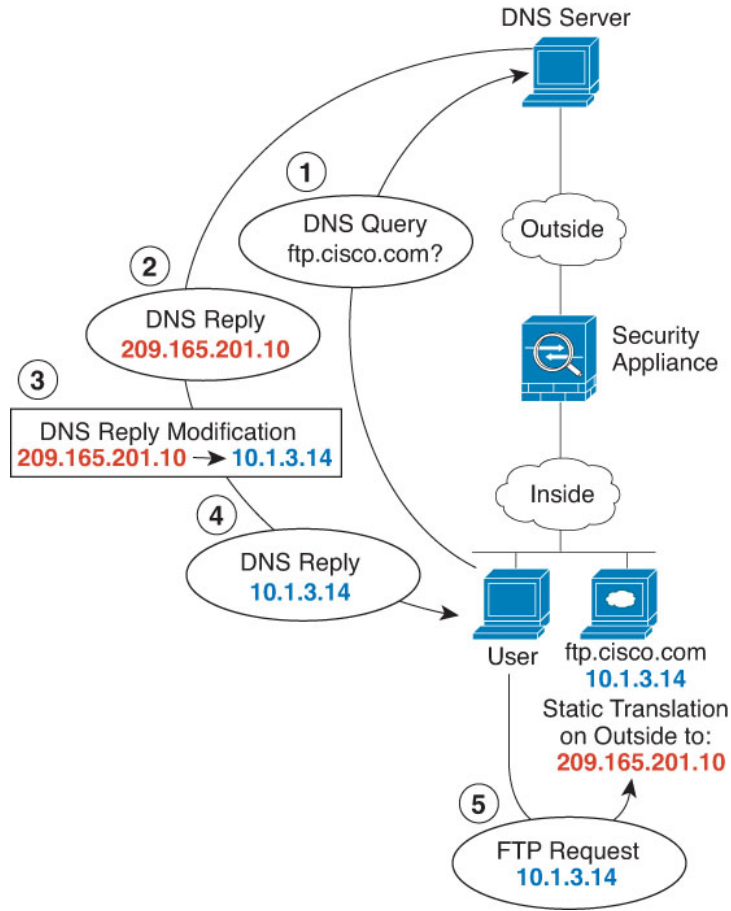 DNS Server
1
DNS Query
ftp.cisco.com?
Outside
2
DNS Reply
209.165.201.10
Security
Appliance
3
DNS Reply Modification
209.165.201.10 → 10.1.3.14
Inside
4
DNS Reply
10.1.3.14
User
ftp.cisco.com
10.1.3.14
Static Translation
on Outside to:
209.165.201.10
5
FTP Request
10.1.3.14